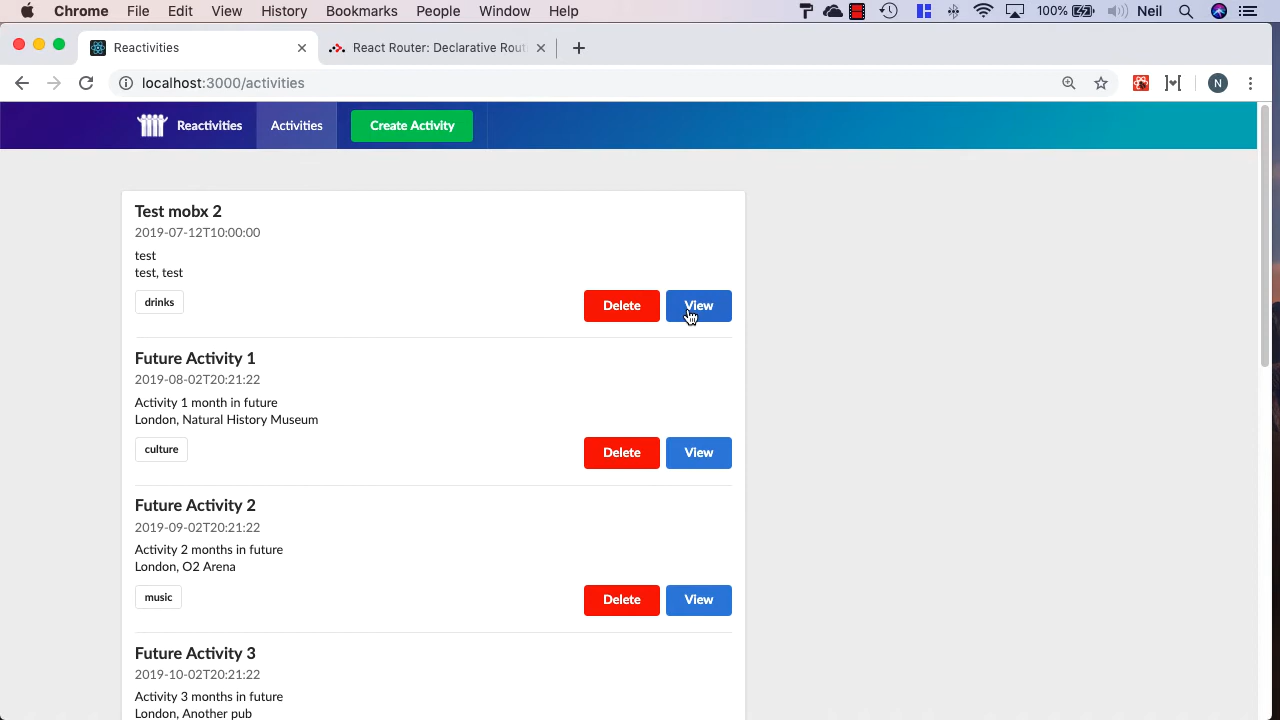 Chrome File Edit View History Bookmarks People Window Help 100% Neil
Reactivities React Router: Declarative Rout
localhost:3000/activities N
Reactivities Activities Create Activity
Test mobx 2
2019-07-12T10:00:00
test
test, test
drinks Delete View
Future Activity 1
2019-08-02T20:21:22
Activity 1 month in future
London, Natural History Museum
culture Delete View
Future Activity 2
2019-09-02T20:21:22
Activity 2 months in future
London, O2 Arena
music Delete View
Future Activity 3
2019-10-02T20:21:22
Activity 3 months in future
London, Another pub